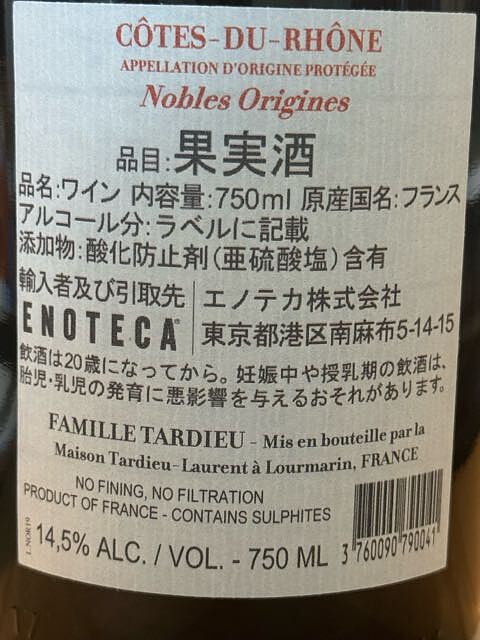 CÔTES-DU-RHÔNE
APPELLATION D'ORIGINE PROTÉGÉE
Nobles Origines
品目:果実酒
品名:ワイン 内容量:750ml 原産国名:フランス
アルコール分:ラベルに記載
添加物:酸化防止剤(亜硫酸塩)含有
輸入者及び引取先 エノテカ株式会社
ENOTECA® 東京都港区南麻布5-14-15
飲酒は20歳になってから。妊娠中や授乳期の飲酒は、
胎児・乳児の発育に悪影響を与えるおそれがあります。
FAMILLE TARDIEU - Mis en bouteille par la
Maison Tardieu-Laurent à Lourmarin, FRANCE
NO FINING, NO FILTRATION
PRODUCT OF FRANCE - CONTAINS SULPHITES
L-NOR19
14,5% ALC. / VOL. - 750 ML
3 760090 790041